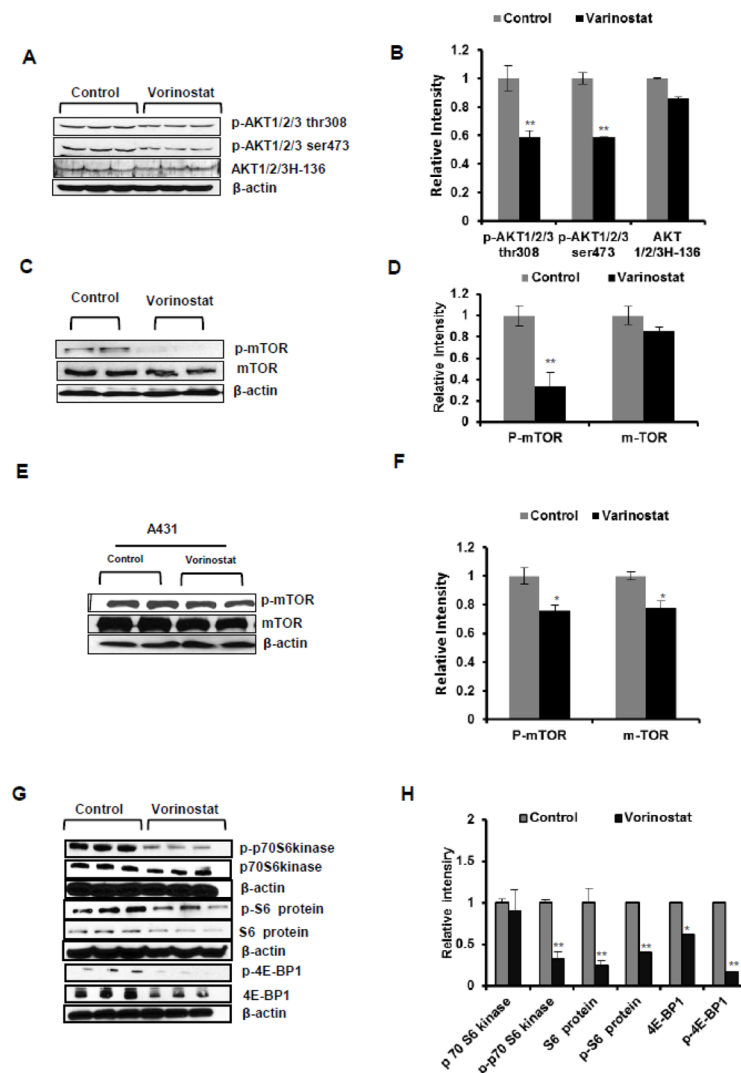 A
Control Vorinostat
p-AKT1/2/3 thr308
p-AKT1/2/3 ser473
AKT1/2/3H-136
β-actin
B
Control Varinostat
Relative Intensity
1.2
1
0.8
0.6
0.4
0.2
0
**
**
p-AKT1/2/3 p-AKT1/2/3 AKT
thr308 ser473 1/2/3H-136
C
Control Vorinostat
p-mTOR
mTOR
β-actin
D
Control Varinostat
Relative Intensity
1.2
1
0.8
0.6
0.4
0.2
0
**
P-mTOR m-TOR
E
A431
Control Vorinostat
p-mTOR
mTOR
β-actin
F
Control Varinostat
Relative Intensity
1.2
1
0.8
0.6
0.4
0.2
0
*
*
P-mTOR m-TOR
G
Control Vorinostat
p-p70S6kinase
p70S6kinase
β-actin
p-S6 protein
S6 protein
β-actin
p-4E-BP1
4E-BP1
β-actin
H
Control Vorinostat
Relative intensity
2
1.5
1
0.5
0
**
**
**
*
**
p 70 S6 kinase
p-p70 S6 kinase
S6 protein
p-S6 protein
4E-BP1
p-4E-BP1